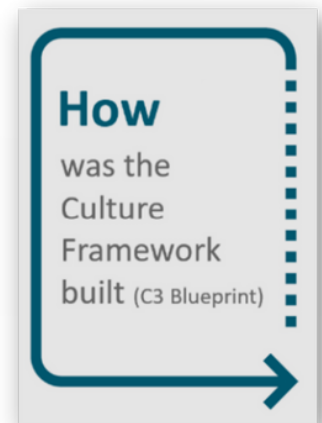 How
was the
Culture
Framework
built (C3 Blueprint)